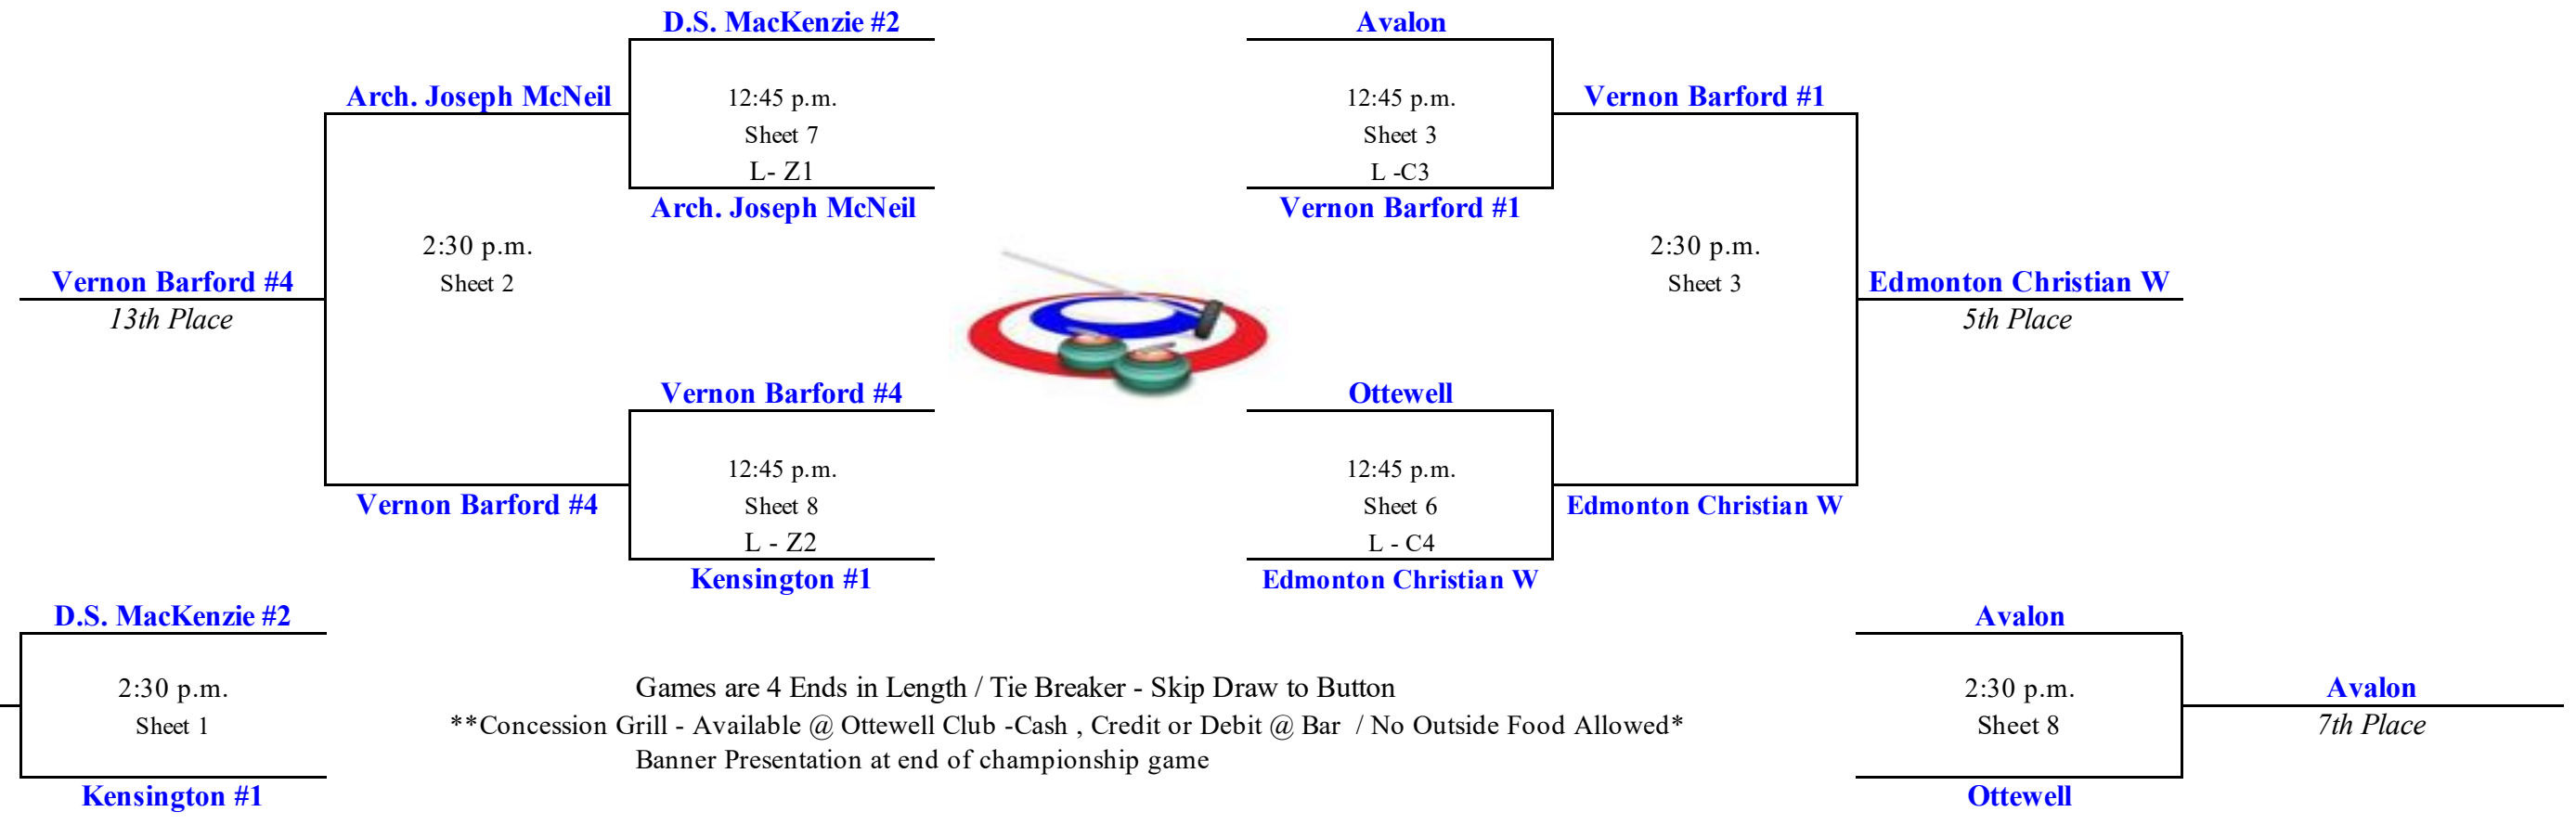 D.S. MacKenzie #2
Avalon
Arch. Joseph McNeil
12:45 p.m.
12:45 p.m.
Vernon Barford #1
Sheet 7
Sheet 3
L- Z1
L -C3
Arch. Joseph McNeil
Vernon Barford #1
2:30 p.m.
2:30 p.m.
Vernon Barford #4
Sheet 2
Sheet 3
Edmonton Christian W
13th Place
5th Place
Vernon Barford #4
Ottewell
12:45 p.m.
12:45 p.m.
Vernon Barford #4
Sheet 8
Sheet 6
Edmonton Christian W
L - Z2
L - C4
Kensington #1
Edmonton Christian W
D.S. MacKenzie #2
Avalon
2:30 p.m.
Games are 4 Ends in Length / Tie Breaker - Skip Draw to Button
2:30 p.m.
Avalon
Sheet 1
**Concession Grill - Available @ Ottewell Club -Cash , Credit or Debit @ Bar / No Outside Food Allowed*
Sheet 8
7th Place
Banner Presentation at end of championship game
Kensington #1
Ottewell